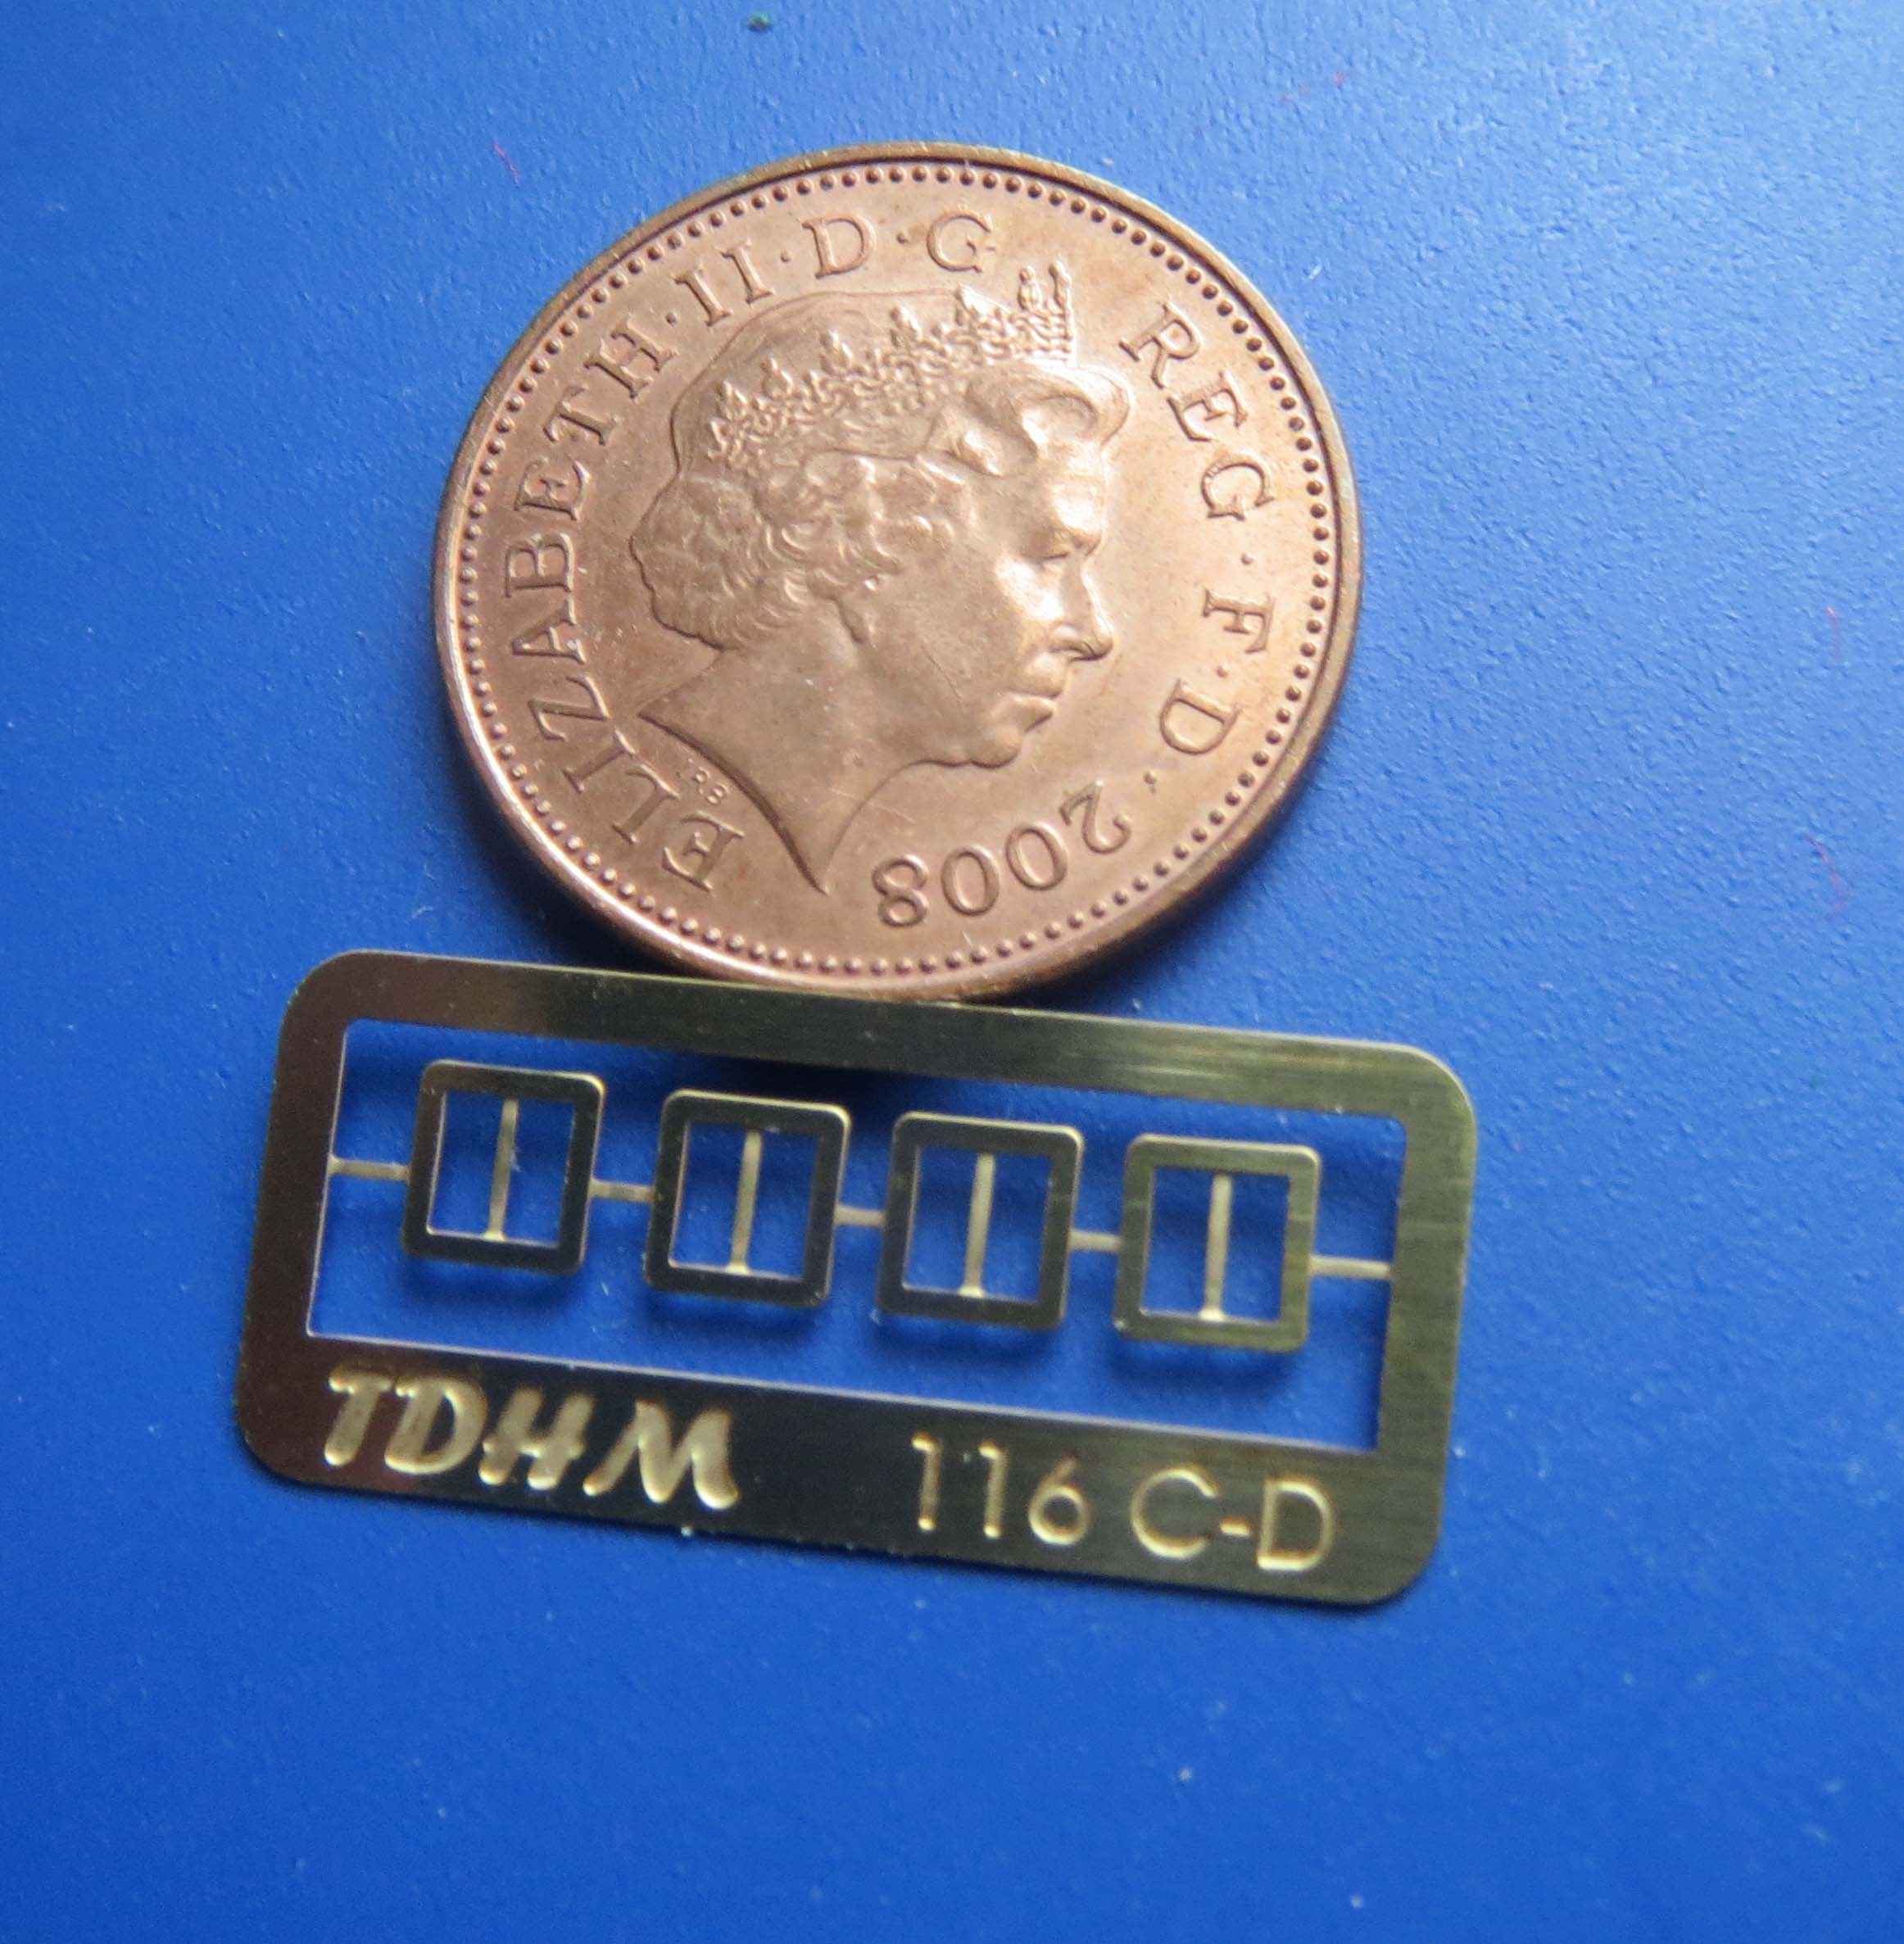 ELIZABETH·II·D·G REG·F·D·2008
IRB
TDHM 116 C-D